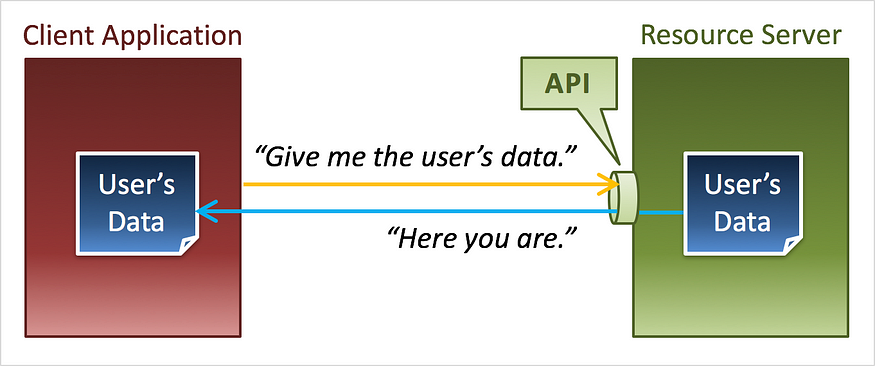 Client Application
Resource Server
API
“Give me the user’s data.”
User’s
Data
User’s
Data
“Here you are.”